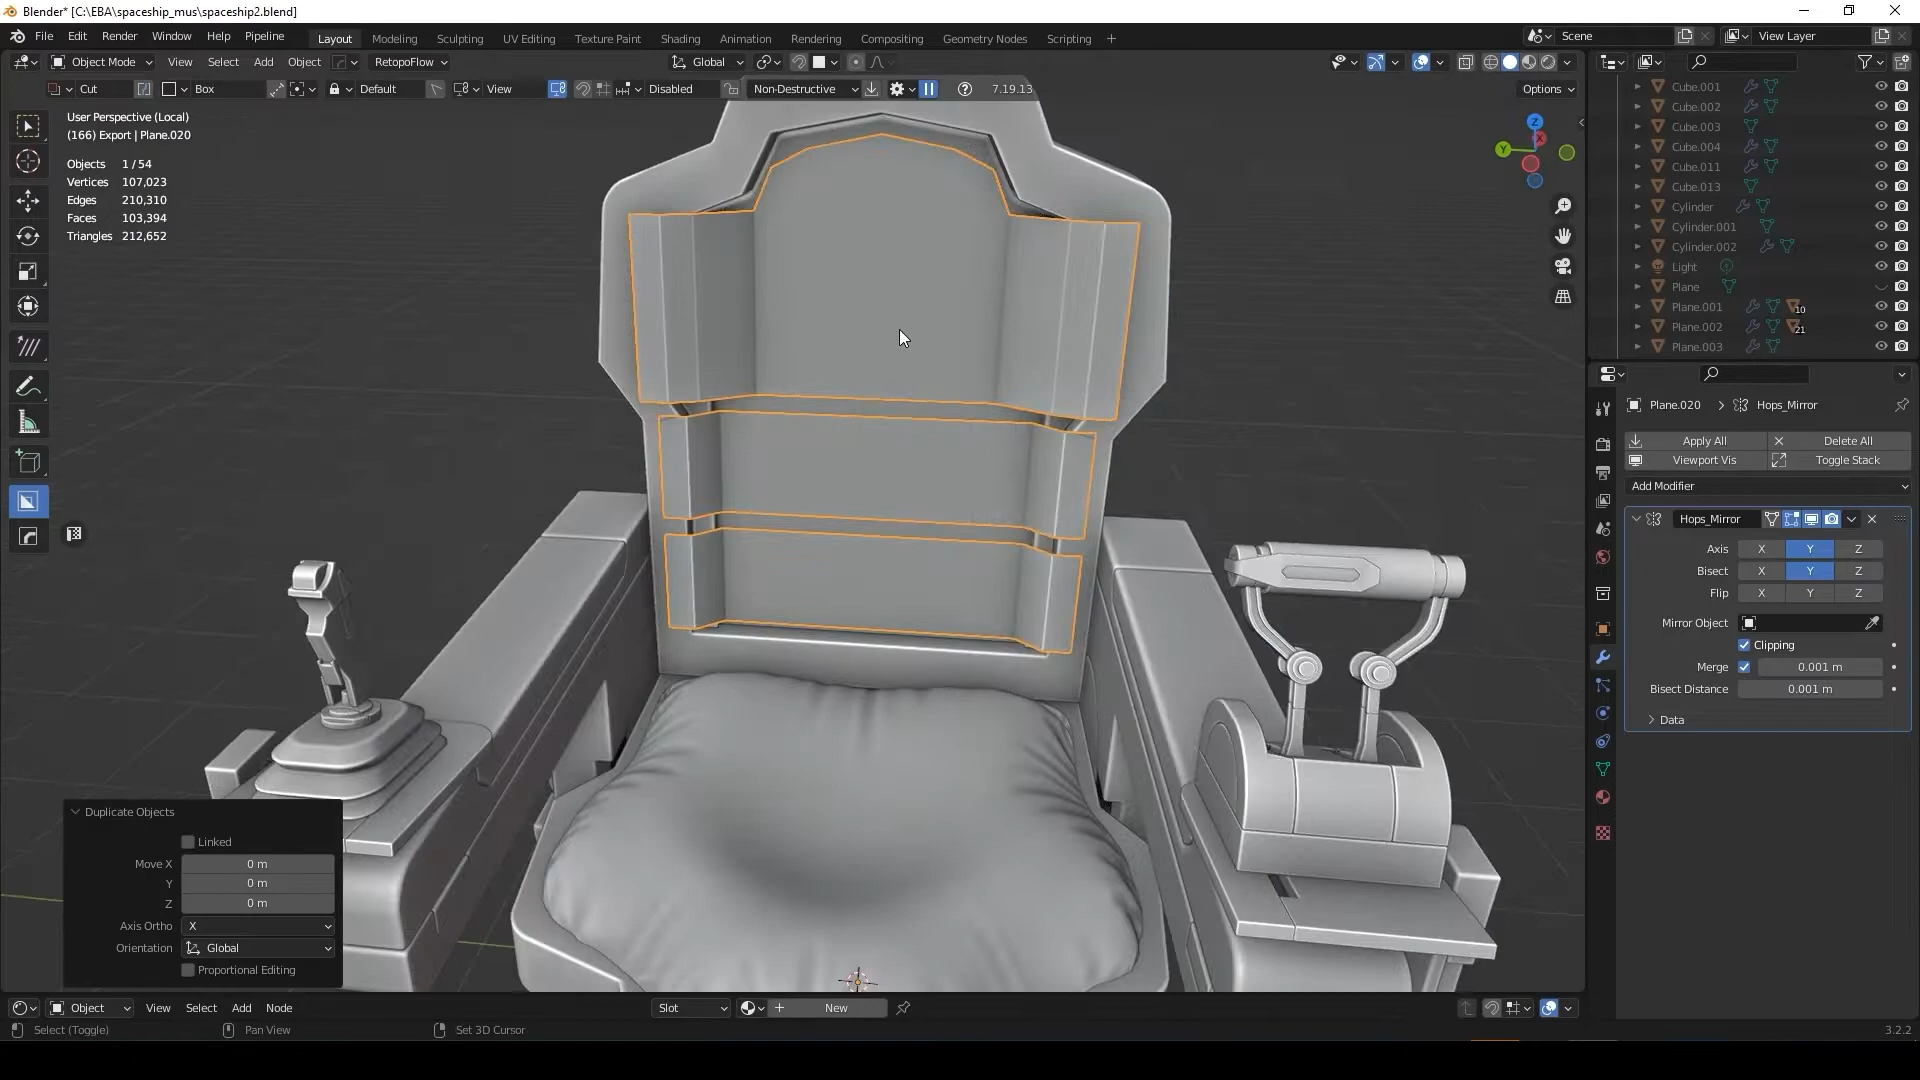 Blender* [C:\EBA\spaceship_mus\spaceship2.blend]
File Edit Render Window Help Pipeline Layout Modeling Sculpting UV Editing Texture Paint Shading Animation Rendering Compositing Geometry Nodes Scripting + Scene View Layer
Object Mode View Select Add Object RetopoFlow Global
Cut Box Default View Disabled Non-Destructive 7.19.13 Options
User Perspective (Local)
(166) Export | Plane.020
Objects 1/54
Vertices 107,023
Edges 210,310
Faces 103,394
Triangles 212,652
Z
X
Y
Cube.001
Cube.002
Cube.003
Cube.004
Cube.011
Cube.013
Cylinder
Cylinder.001
Cylinder.002
Light
Plane
Plane.001 10
Plane.002 21
Plane.003
Plane.020 > Hops_Mirror
Apply All Delete All
Viewport Vis Toggle Stack
Add Modifier
Hops_Mirror
Axis X Y Z
Bisect X Y Z
Flip X Y Z
Mirror Object
Clipping
Merge 0.001 m
Bisect Distance 0.001 m
Data
Duplicate Objects
Linked
Move X 0 m
Y 0 m
Z 0 m
Axis Ortho X
Orientation Global
Proportional Editing
Object View Select Add Node Slot + New
Select (Toggle) Pan View Set 3D Cursor 3.2.2